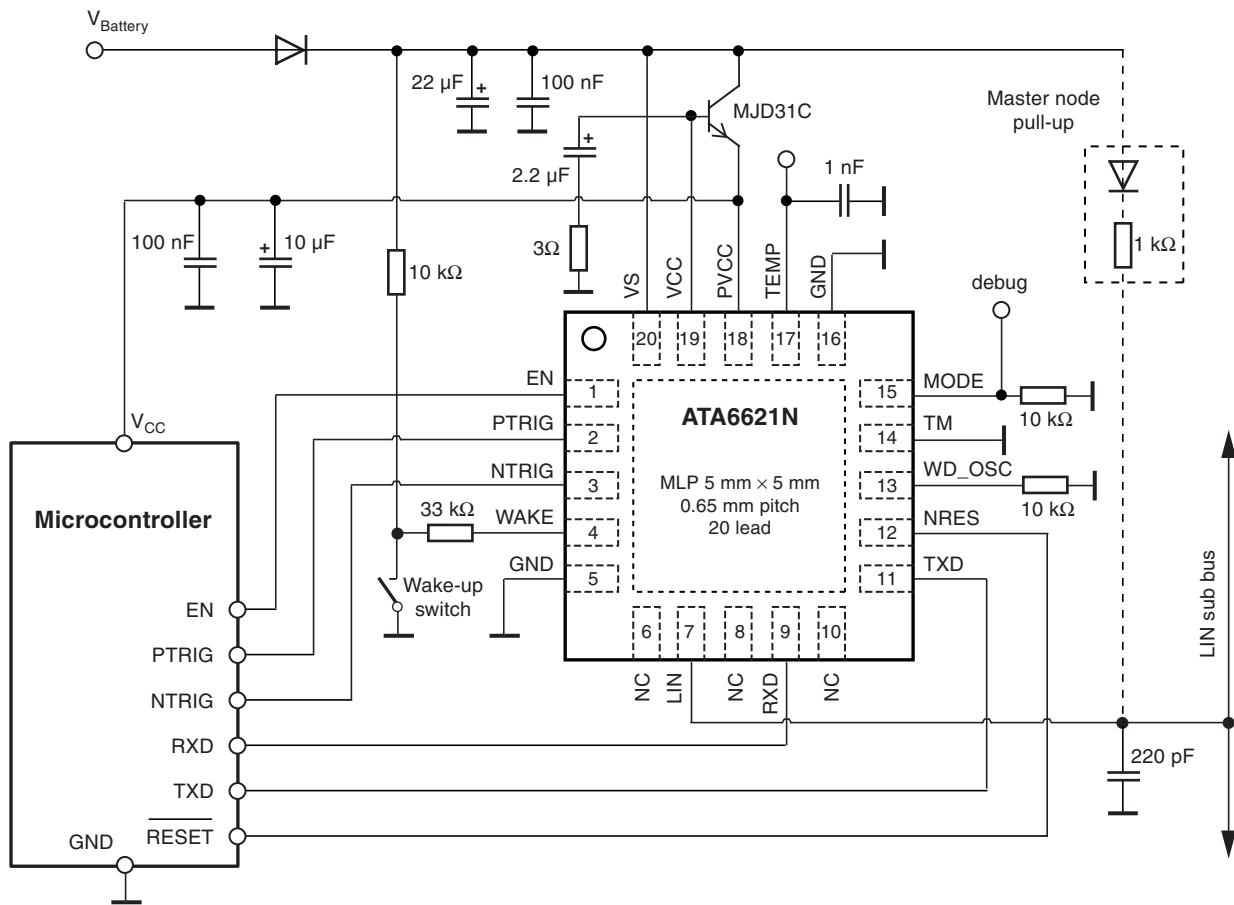 V_Battery
22 µF
+
100 nF
MJD31C
Master node
pull-up
+
2.2 µF
1 nF
100 nF
+
10 µF
10 kΩ
3Ω
1 kΩ
VS
VCC
PVCC
TEMP
GND
debug
20
19
18
17
16
EN
1
15
MODE
ATA6621N
10 kΩ
V_CC
PTRIG
2
14
TM
NTRIG
3
MLP 5 mm × 5 mm
0.65 mm pitch
20 lead
13
WD_OSC
10 kΩ
Microcontroller
33 kΩ
WAKE
4
12
NRES
GND
5
11
TXD
Wake-up
switch
EN
6
7
8
9
10
LIN sub bus
PTRIG
NC
LIN
NC
RXD
NC
NTRIG
RXD
220 pF
TXD
RESET
GND